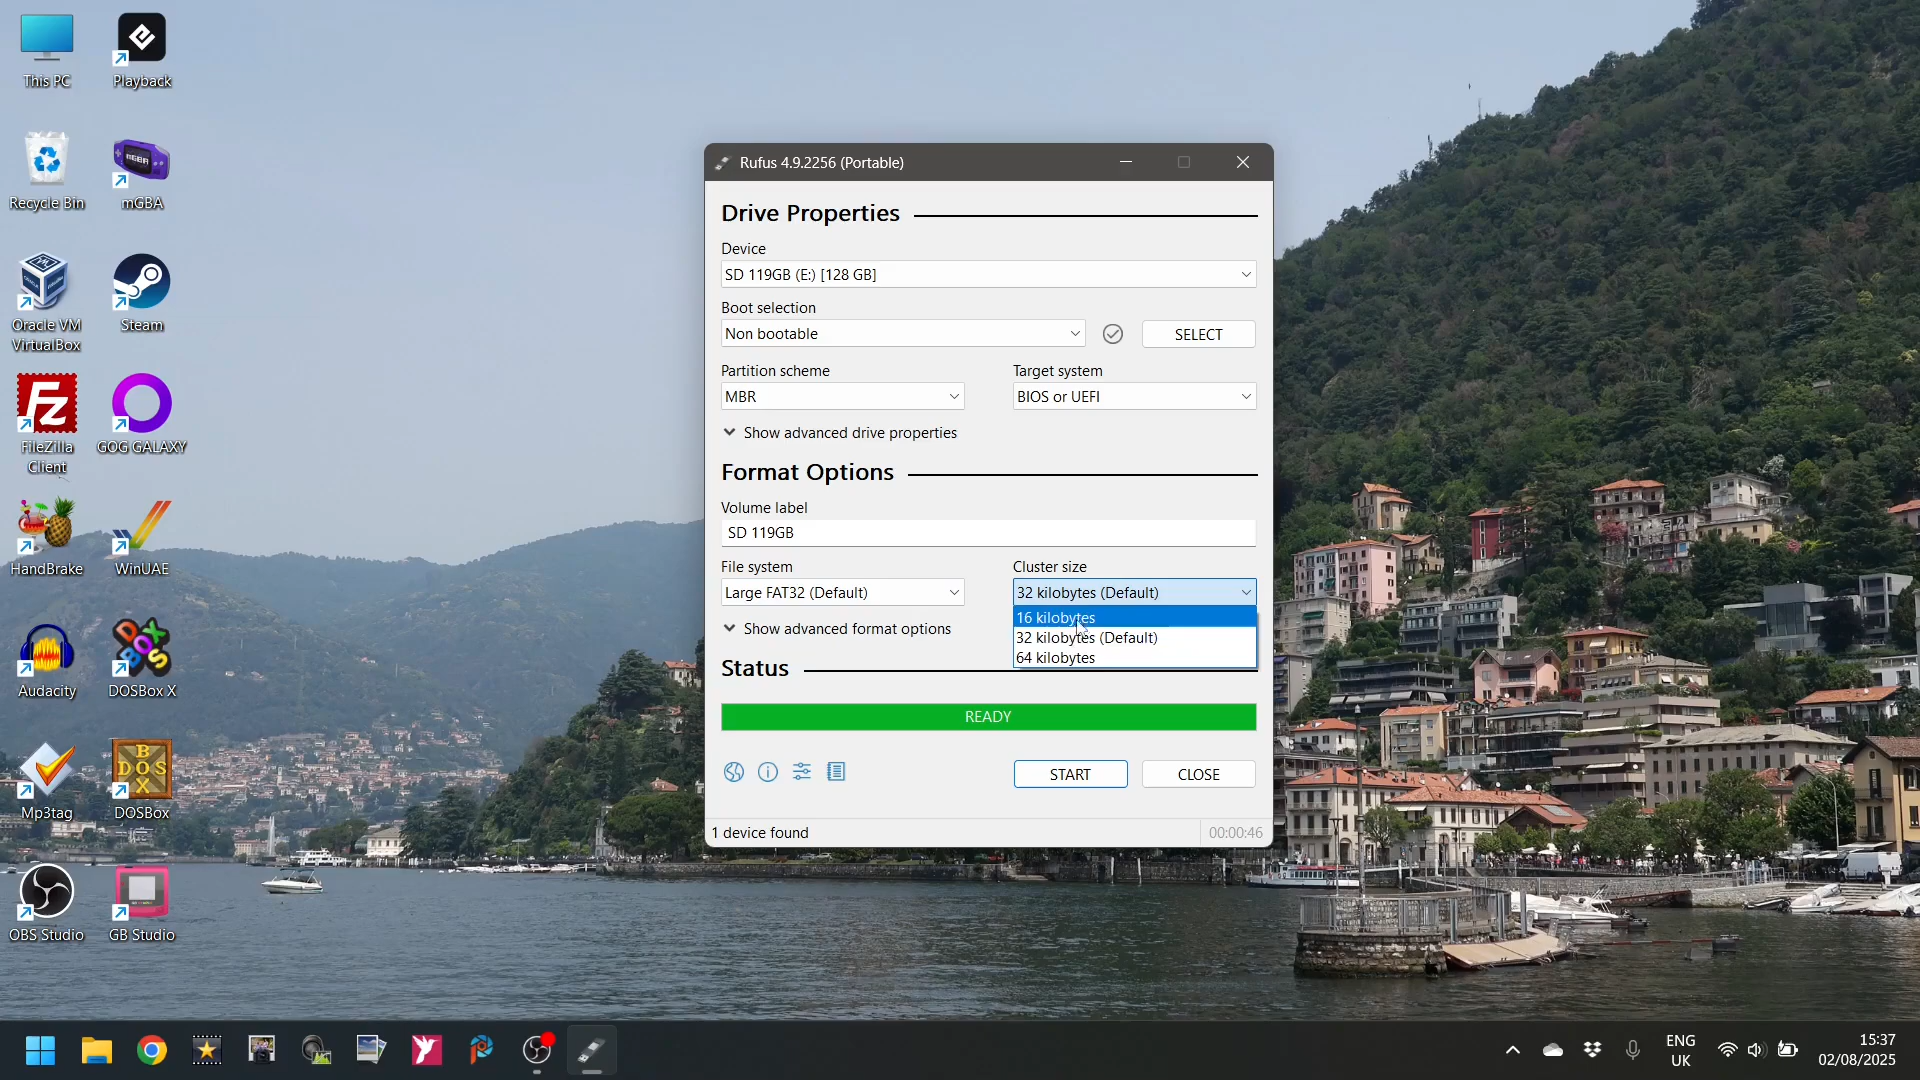 This PC
Playback
Recycle Bin
mGBA
Oracle VM
VirtualBox
Steam
FileZilla
Client
GOG GALAXY
HandBrake
WinUAE
Audacity
DOSBox X
Mp3tag
DOSBox
OBS Studio
GB Studio
Rufus 4.9.2256 (Portable)
Drive Properties
Device
SD 119GB (E:) [128 GB]
Boot selection
Non bootable
SELECT
Partition scheme
Target system
MBR
BIOS or UEFI
Show advanced drive properties
Format Options
Volume label
SD 119GB
File system
Cluster size
Large FAT32 (Default)
32 kilobytes (Default)
16 kilobytes
32 kilobytes (Default)
64 kilobytes
Show advanced format options
Status
READY
START
CLOSE
1 device found
00:00:46
ENG
UK
15:37
02/08/2025